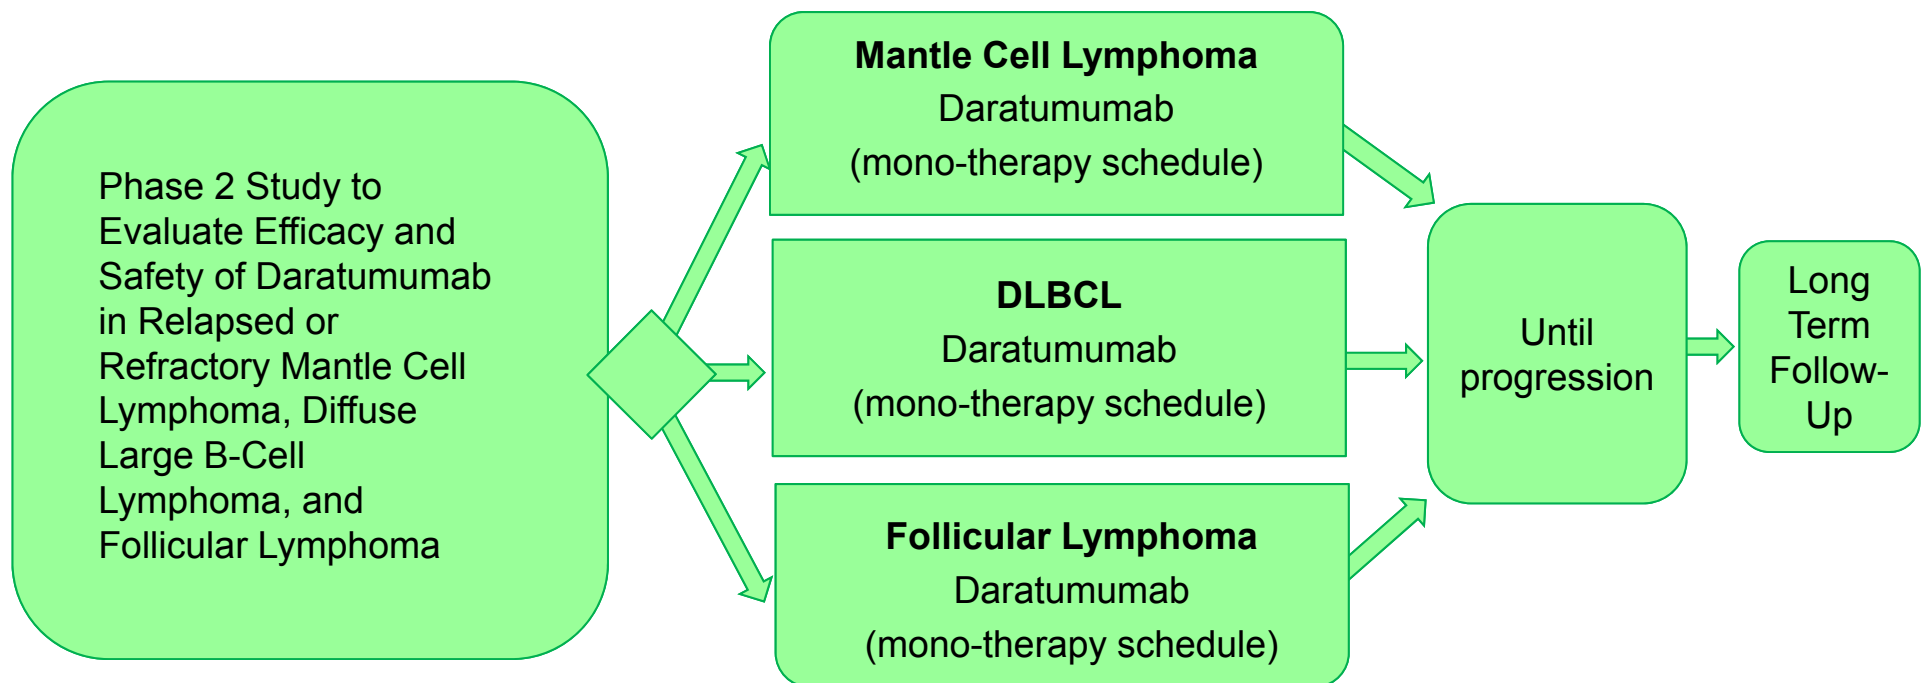 Phase 2 Study to
Evaluate Efficacy and
Safety of Daratumumab
in Relapsed or
Refractory Mantle Cell
Lymphoma, Diffuse
Large B-Cell
Lymphoma, and
Follicular Lymphoma
Mantle Cell Lymphoma
Daratumumab
(mono-therapy schedule)
DLBCL
Daratumumab
(mono-therapy schedule)
Follicular Lymphoma
Daratumumab
(mono-therapy schedule)
Until
progression
Long
Term
Follow-
Up